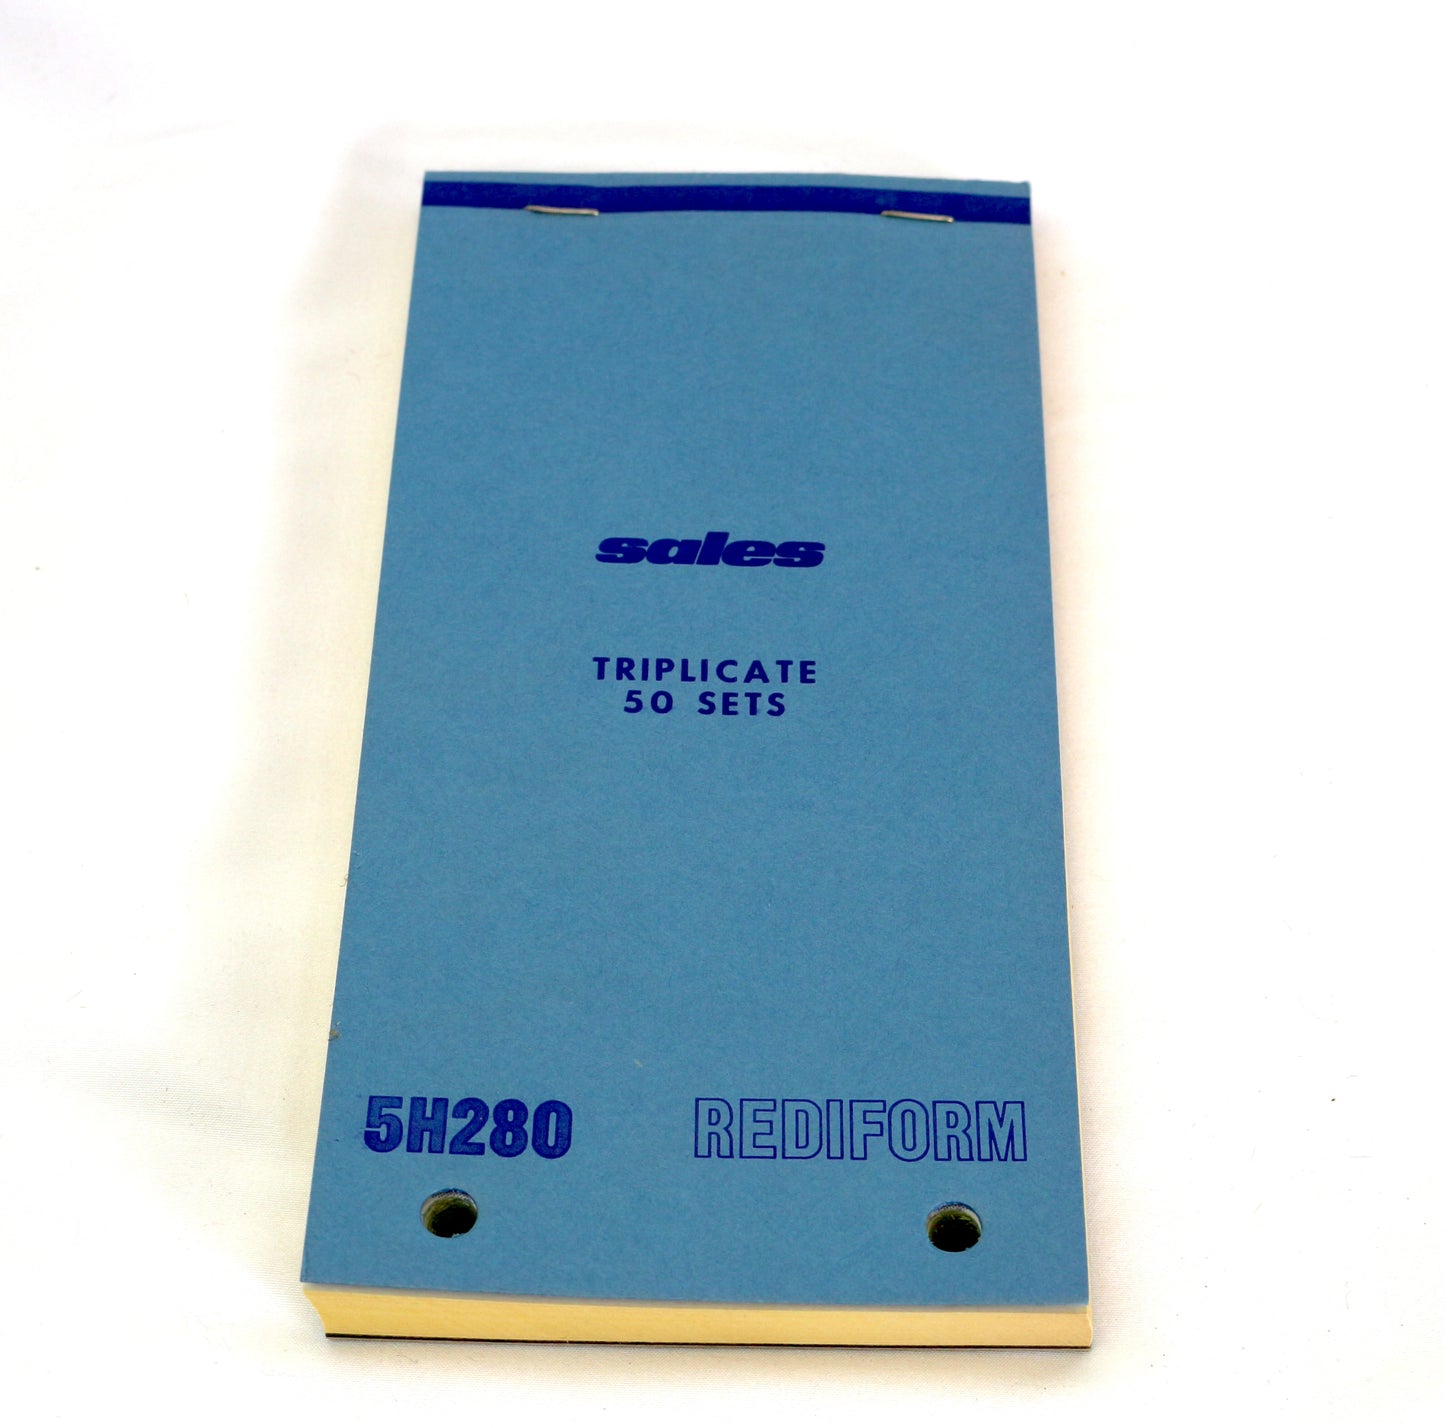 sales
TRIPLICATE
50 SETS
5H280 REDIFORM